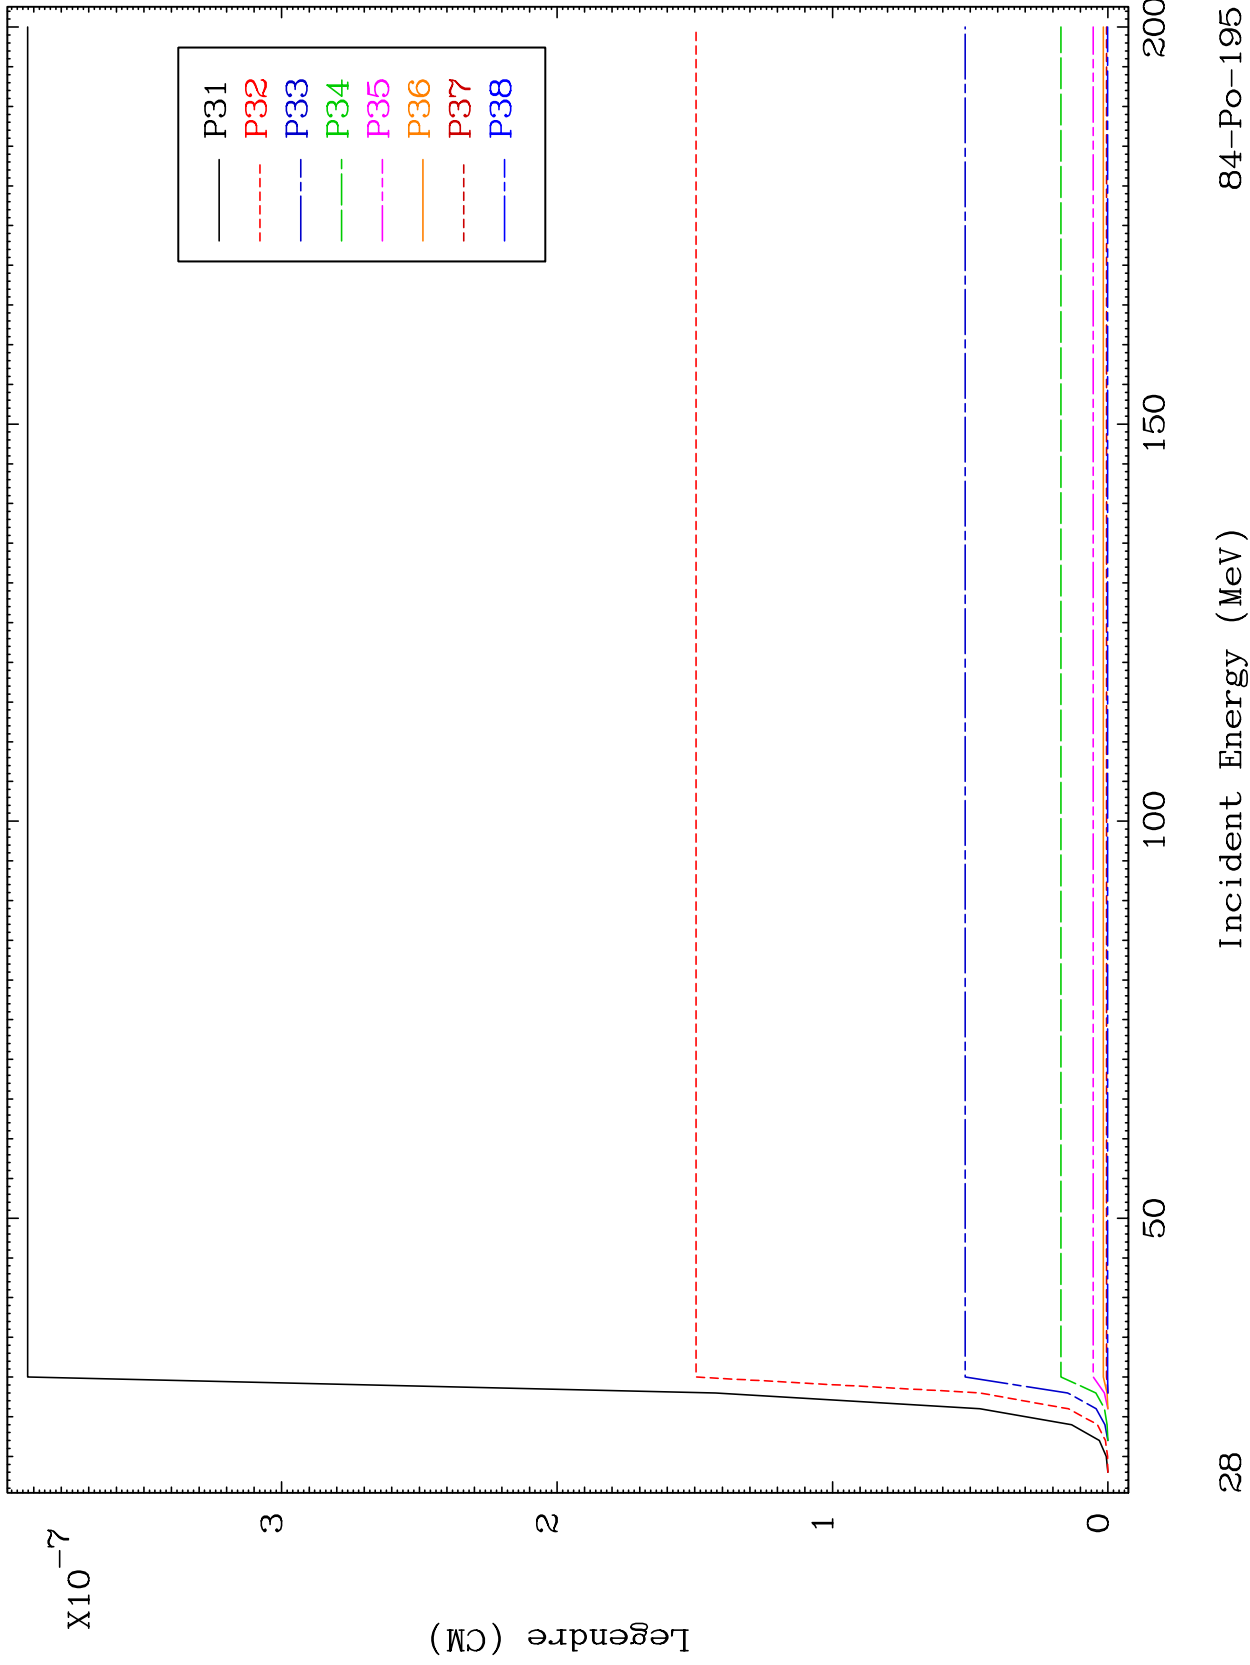 X10
-7
Legendre (CM)
3
2
1
0
P31
P32
P33
P34
P35
P36
P37
P38
50
100
150
200
Incident Energy (MeV)
28
84-Po-195